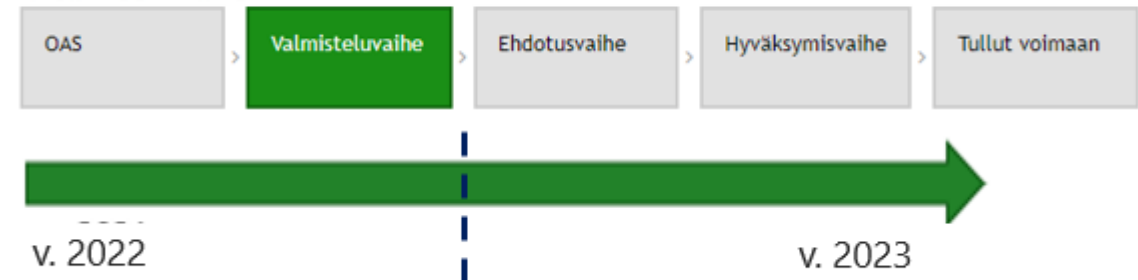 OAS
Valmisteluvaihe
Ehdotusvaihe
Hyväksymisvaihe
Tullut voimaan
v. 2022
v. 2023